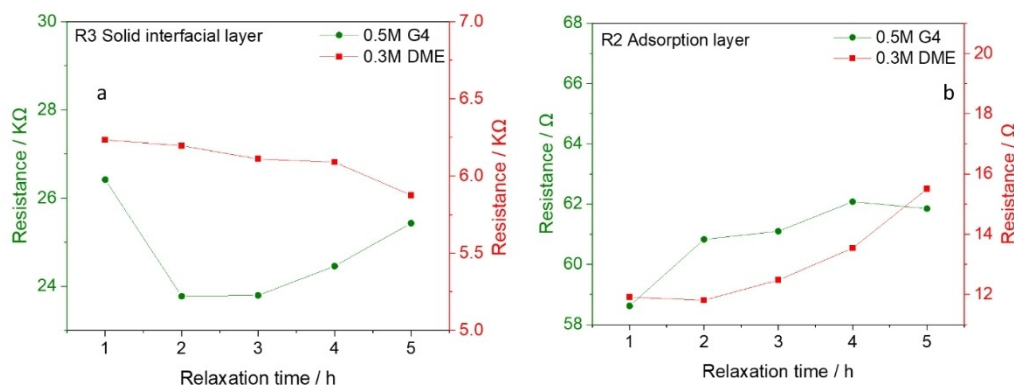 R3 Solid interfacial layer
0.5M G4
0.3M DME
a
30
28
26
24
Resistance / KΩ
7.0
6.5
6.0
5.5
5.0
Resistance / KΩ
1 2 3 4 5
Relaxation time / h
R2 Adsorption layer
0.5M G4
0.3M DME
b
68
66
64
62
60
58
Resistance / Ω
20
18
16
14
12
Resistance / Ω
1 2 3 4 5
Relaxation time / h